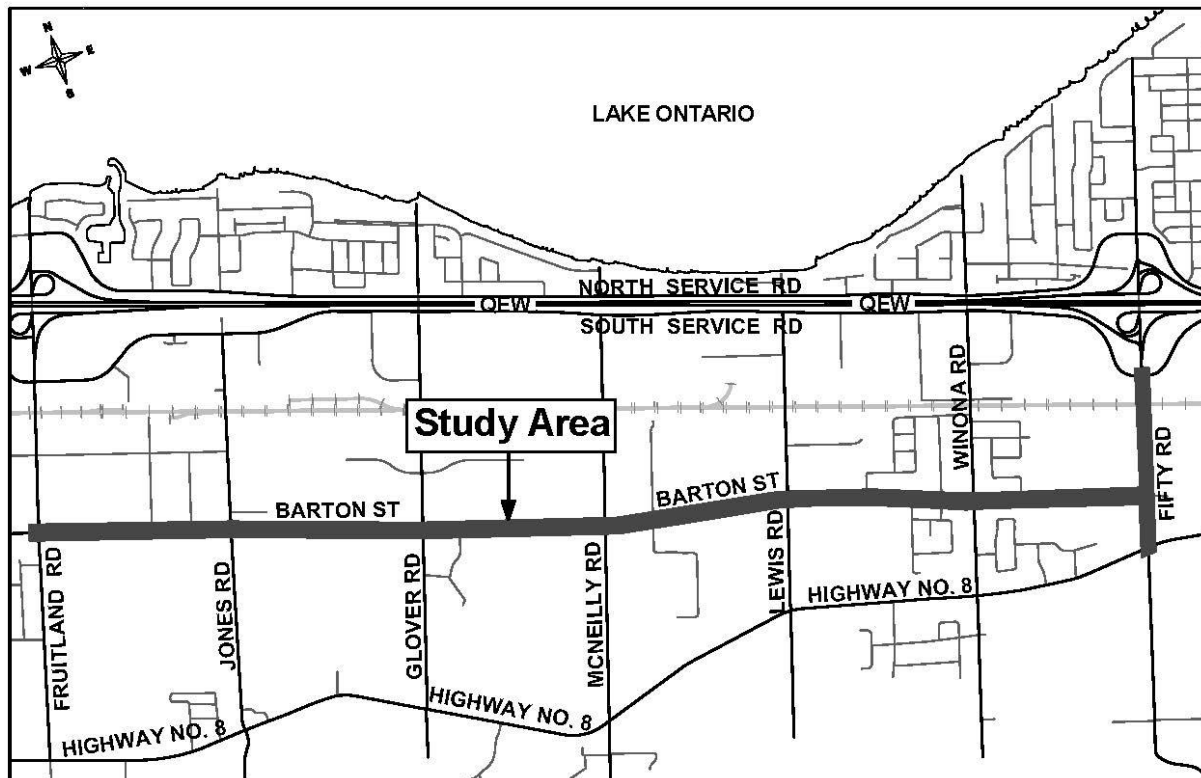 N
E
W
S
LAKE ONTARIO
NORTH SERVICE RD
QEW
QEW
SOUTH SERVICE RD
Study Area
WINONA RD
BARTON ST
BARTON ST
FIFTY RD
FRUITLAND RD
JONES RD
GLOVER RD
MCNEILLY RD
LEWIS RD
HIGHWAY NO. 8
HIGHWAY NO. 8
HIGHWAY NO. 8